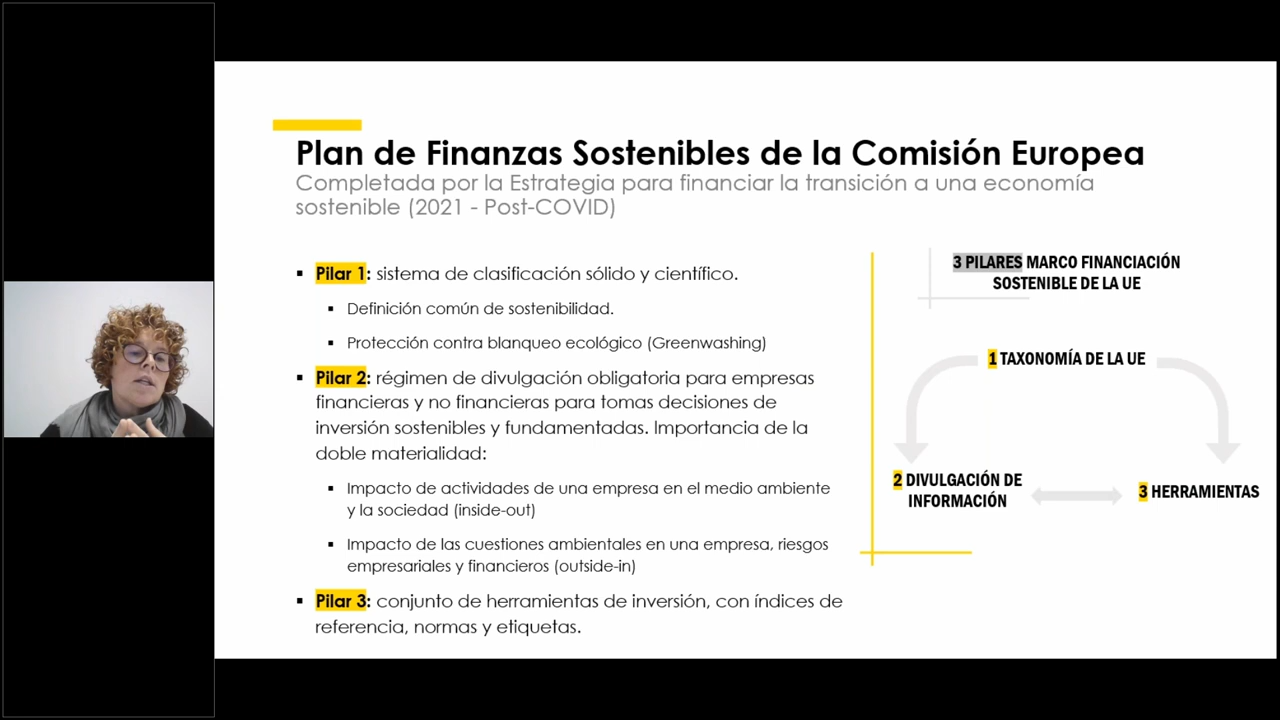 Plan de Finanzas Sostenibles de la Comisión Europea
Completada por la Estrategia para financiar la transición a una economía
sostenible (2021 - Post-COVID)
▪ Pilar 1: sistema de clasificación sólido y científico.
▪ Definición común de sostenibilidad.
▪ Protección contra blanqueo ecológico (Greenwashing)
▪ Pilar 2: régimen de divulgación obligatoria para empresas
financieras y no financieras para tomas decisiones de
inversión sostenibles y fundamentadas. Importancia de la
doble materialidad:
▪ Impacto de actividades de una empresa en el medio ambiente
y la sociedad (inside-out)
▪ Impacto de las cuestiones ambientales en una empresa, riesgos
empresariales y financieros (outside-in)
▪ Pilar 3: conjunto de herramientas de inversión, con índices de
referencia, normas y etiquetas.
3 PILARES MARCO FINANCIACIÓN
SOSTENIBLE DE LA UE
1 TAXONOMÍA DE LA UE
2 DIVULGACIÓN DE
INFORMACIÓN
3 HERRAMIENTAS